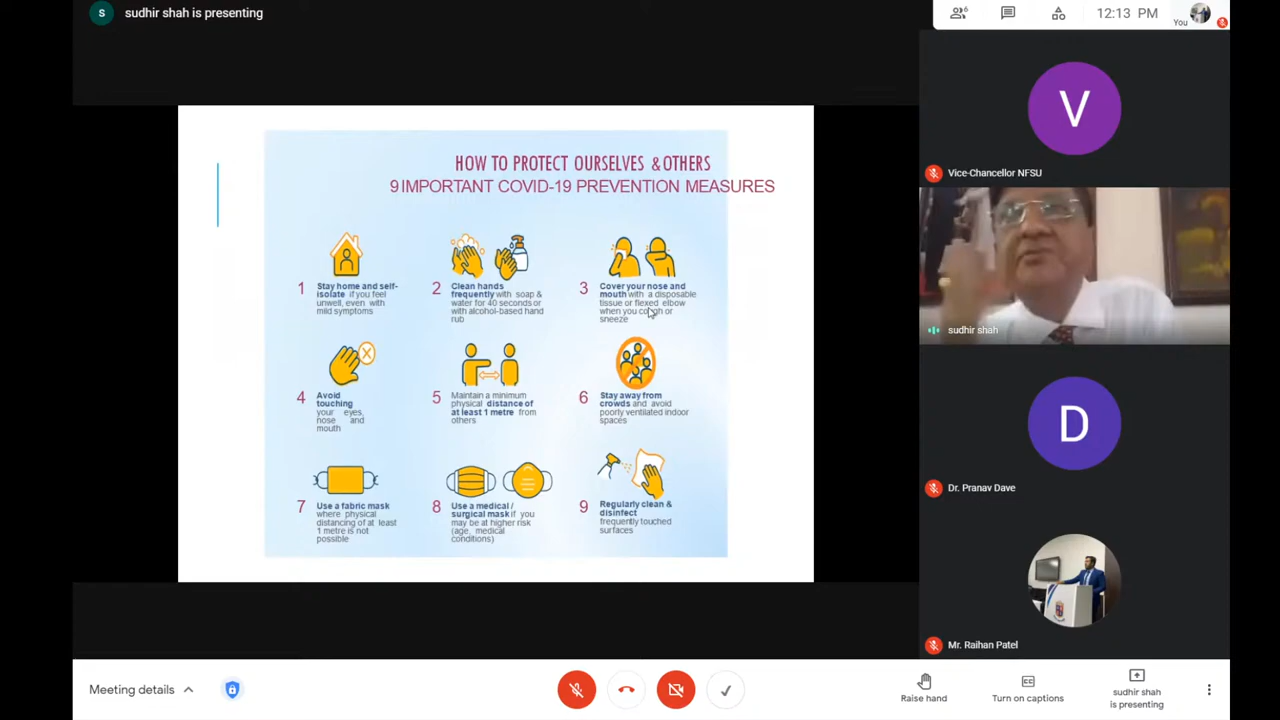 S sudhir shah is presenting
6
12:13 PM
You
HOW TO PROTECT OURSELVES & OTHERS
9 IMPORTANT COVID-19 PREVENTION MEASURES
1 Stay home and self-
isolate if you feel
unwell, even with
mild symptoms
2 Clean hands
frequently with soap &
water for 40 seconds or
with alcohol-based hand
rub
3 Cover your nose and
mouth with a disposable
tissue or flexed elbow
when you cough or
sneeze
4 Avoid
touching
your eyes,
nose and
mouth
5 Maintain a minimum
physical distance of
at least 1 metre from
others
6 Stay away from
crowds and avoid
poorly ventilated indoor
spaces
7 Use a fabric mask
where physical
distancing of at least
1 metre is not
possible
8 Use a medical /
surgical mask if you
may be at higher risk
(age, medical
conditions)
9 Regularly clean &
disinfect
frequently touched
surfaces
V
Vice-Chancellor NFSU
sudhir shah
D
Dr. Pranav Dave
Mr. Raihan Patel
Meeting details
Raise hand
CC
Turn on captions
sudhir shah
is presenting